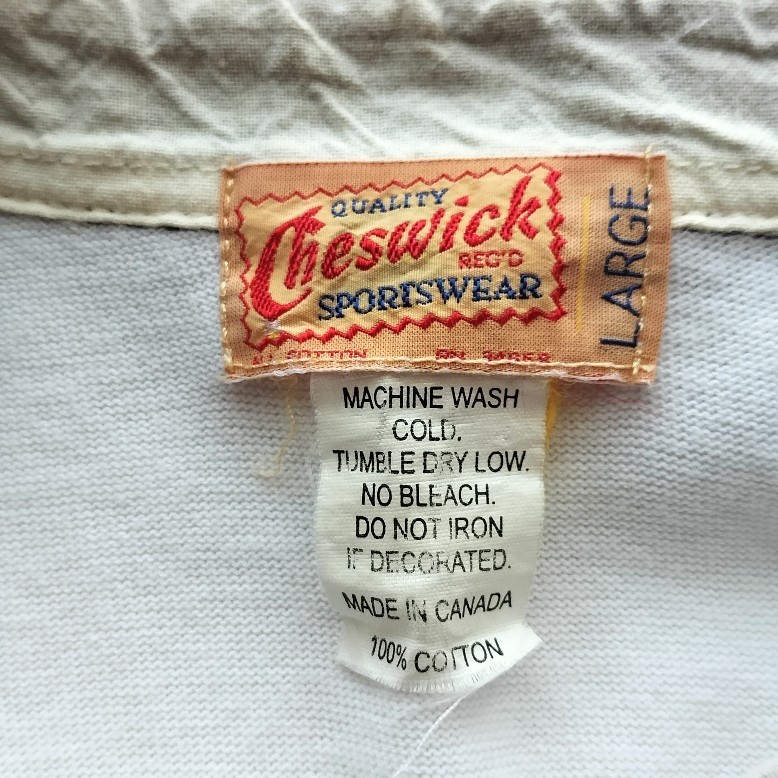 QUALITY
Cheswick
REG'D
SPORTSWEAR
LARGE
COTTON
MACHINE WASH
COLD.
TUMBLE DRY LOW.
NO BLEACH.
DO NOT IRON
IF DECORATED.
MADE IN CANADA
100% COTTON